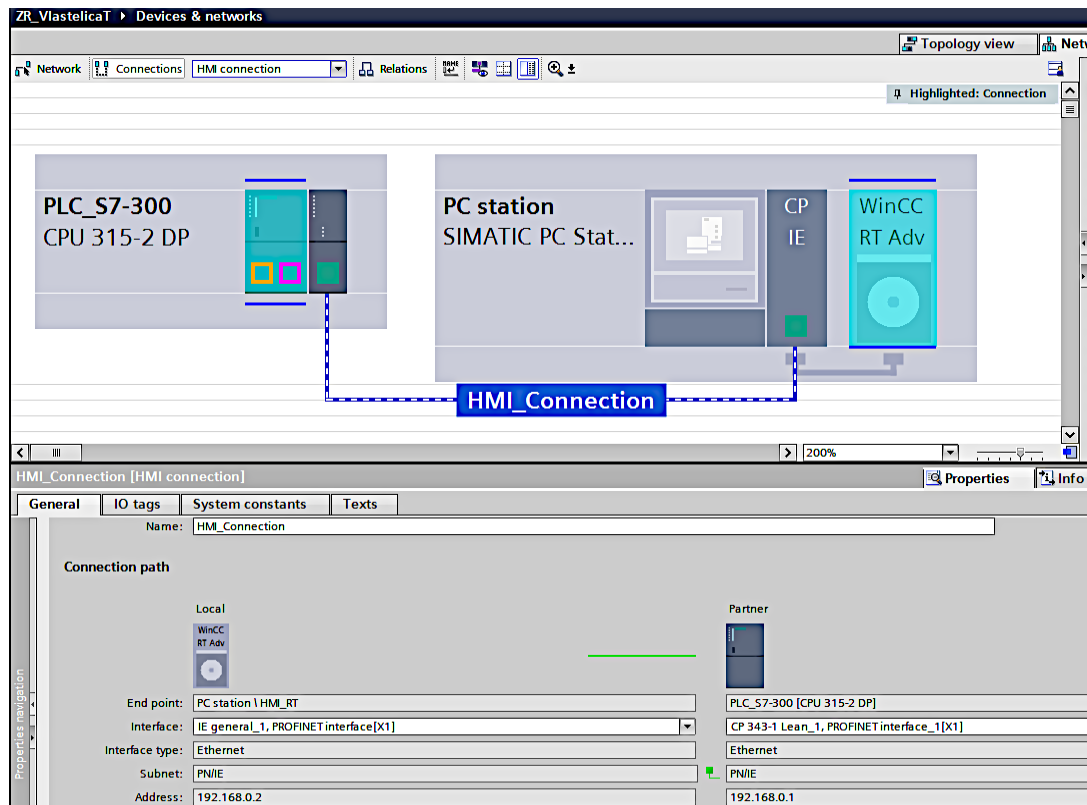 ZR_VlastelicaT ▸ Devices & networks
Topology view
Network Connections HMI connection Relations
Highlighted: Connection
PLC_S7-300
CPU 315-2 DP
PC station
SIMATIC PC Stat...
CP
IE
WinCC
RT Adv
HMI_Connection
200%
HMI_Connection [HMI connection]
Properties Info
General IO tags System constants Texts
Name: HMI_Connection
Connection path
Local Partner
WinCC
RT Adv
End point: PC station \ HMI_RT PLC_S7-300 [CPU 315-2 DP]
Interface: IE general_1, PROFINET interface[X1] CP 343-1 Lean_1, PROFINET interface_1[X1]
Interface type: Ethernet Ethernet
Subnet: PN/IE PN/IE
Address: 192.168.0.2 192.168.0.1
Properties navigation